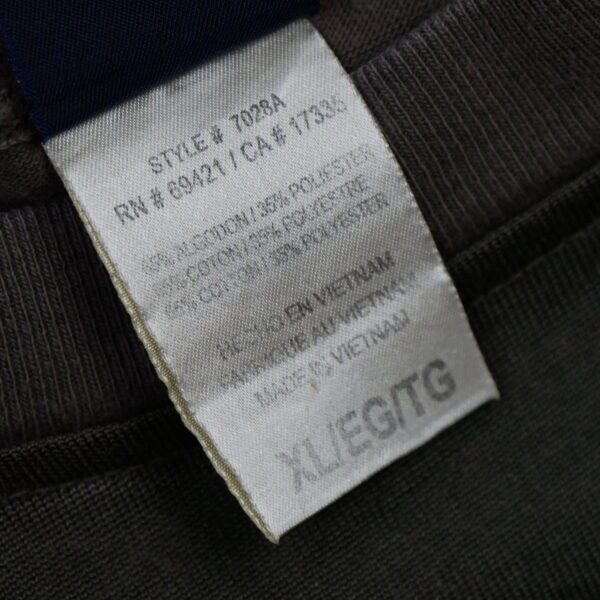 STYLE # 7028A
RN # 69421 / CA # 17335
65% ALGODON / 35% POLIESTER
65% COTON / 35% POLYESTRE
65% COTTON / 35% POLYESTER
HECHO EN VIETNAM
FABRIQUE AU VIETNAM
MADE IN VIETNAM
XL/EG/TG